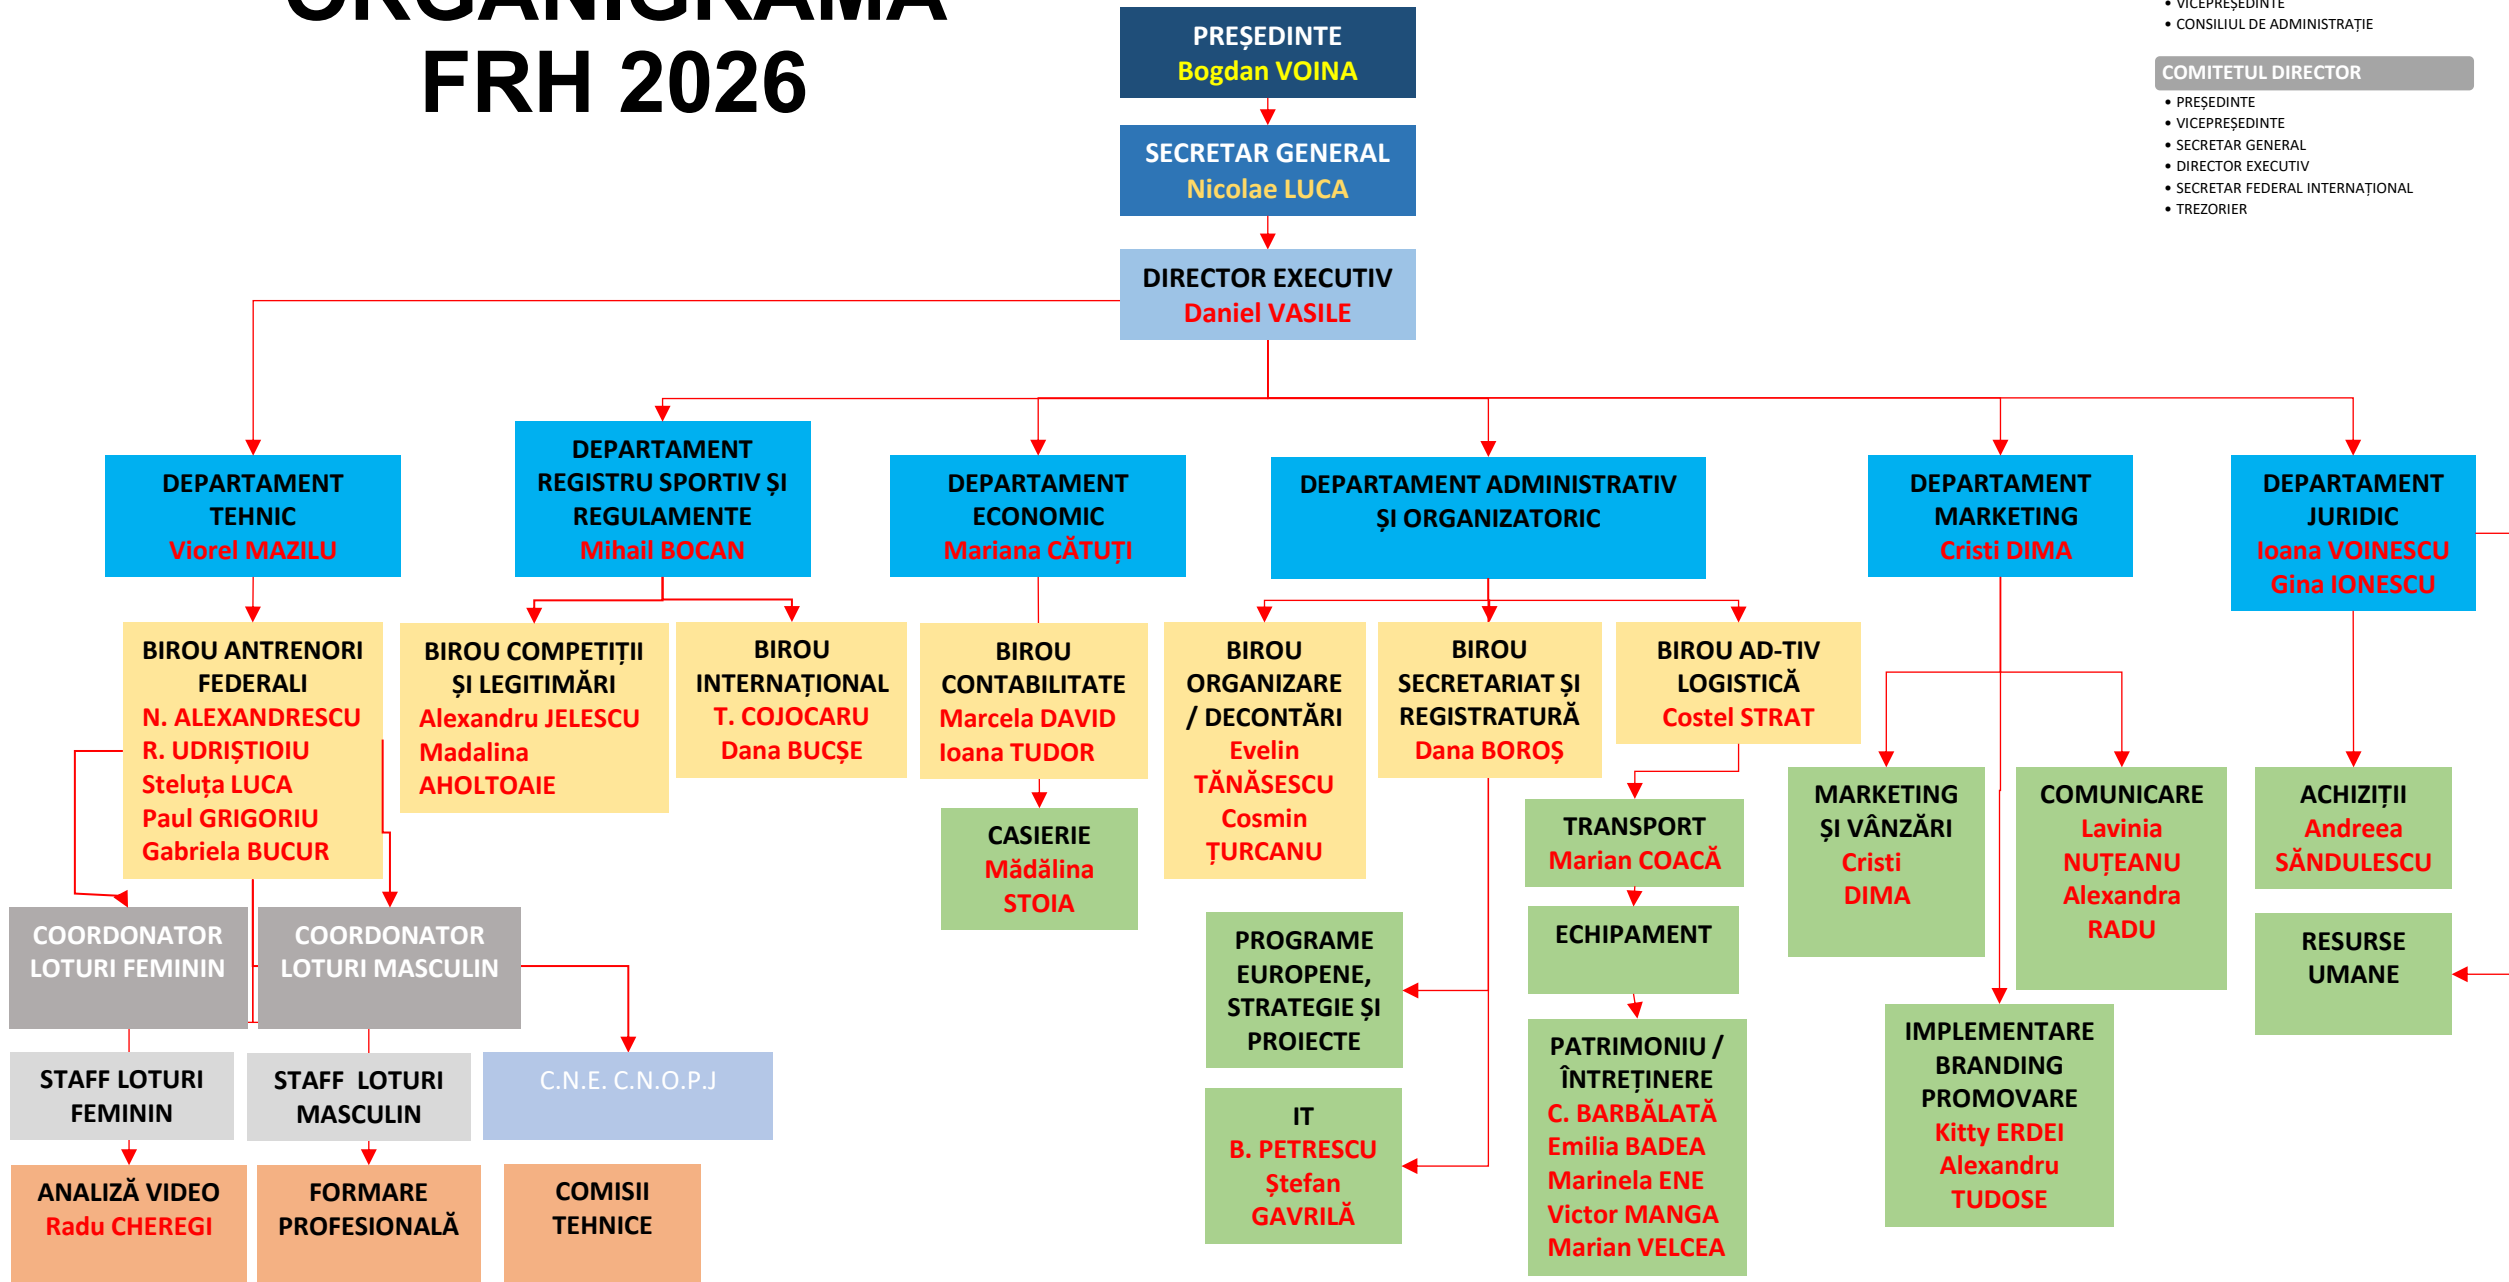 ORGANIGRAMA
FRH 2026
• VICEPREȘEDINTE
• CONSILIUL DE ADMINISTRAȚIE
COMITETUL DIRECTOR
• PREȘEDINTE
• VICEPREȘEDINTE
• SECRETAR GENERAL
• DIRECTOR EXECUTIV
• SECRETAR FEDERAL INTERNAȚIONAL
• TREZORIER
PREȘEDINTE
Bogdan VOINA
SECRETAR GENERAL
Nicolae LUCA
DIRECTOR EXECUTIV
Daniel VASILE
DEPARTAMENT
TEHNIC
Viorel MAZILU
DEPARTAMENT
REGISTRU SPORTIV ȘI
REGULAMENTE
Mihail BOCAN
DEPARTAMENT
ECONOMIC
Mariana CĂTUȚI
DEPARTAMENT ADMINISTRATIV
ȘI ORGANIZATORIC
DEPARTAMENT
MARKETING
Cristi DIMA
DEPARTAMENT
JURIDIC
Ioana VOINESCU
Gina IONESCU
BIROU ANTRENORI
FEDERALI
N. ALEXANDRESCU
R. UDRIȘTIOIU
Steluța LUCA
Paul GRIGORIU
Gabriela BUCUR
BIROU COMPETIȚII
ȘI LEGITIMĂRI
Alexandru JELESCU
Madalina
AHOLTOAIE
BIROU
INTERNAȚIONAL
T. COJOCARU
Dana BUCȘE
BIROU
CONTABILITATE
Marcela DAVID
Ioana TUDOR
BIROU
ORGANIZARE
/ DECONTĂRI
Evelin
TĂNĂSESCU
Cosmin
ȚURCANU
BIROU
SECRETARIAT ȘI
REGISTRATURĂ
Dana BOROȘ
BIROU AD-TIV
LOGISTICĂ
Costel STRAT
CASIERIE
Mădălina
STOIA
TRANSPORT
Marian COACĂ
MARKETING
ȘI VÂNZĂRI
Cristi
DIMA
COMUNICARE
Lavinia
NUȚEANU
Alexandra
RADU
ACHIZIȚII
Andreea
SĂNDULESCU
COORDONATOR
LOTURI FEMININ
COORDONATOR
LOTURI MASCULIN
PROGRAME
EUROPENE,
STRATEGIE ȘI
PROIECTE
ECHIPAMENT
RESURSE
UMANE
STAFF LOTURI
FEMININ
STAFF LOTURI
MASCULIN
C.N.E. C.N.O.P.J
IT
B. PETRESCU
Ștefan
GAVRILĂ
PATRIMONIU /
ÎNTREȚINERE
C. BARBĂLATĂ
Emilia BADEA
Marinela ENE
Victor MANGA
Marian VELCEA
IMPLEMENTARE
BRANDING
PROMOVARE
Kitty ERDEI
Alexandru
TUDOSE
ANALIZĂ VIDEO
Radu CHEREGI
FORMARE
PROFESIONALĂ
COMISII
TEHNICE